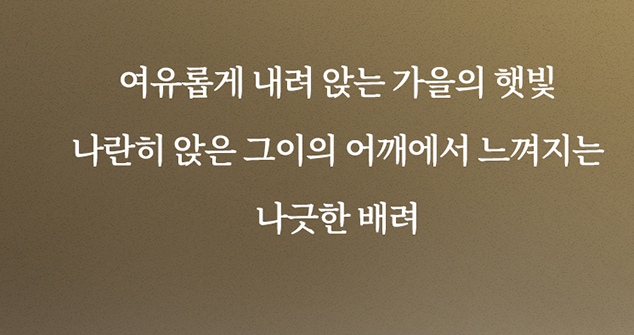 여유롭게 내려 앉는 가을의 햇빛
나란히 앉은 그이의 어깨에서 느껴지는
나긋한 배려